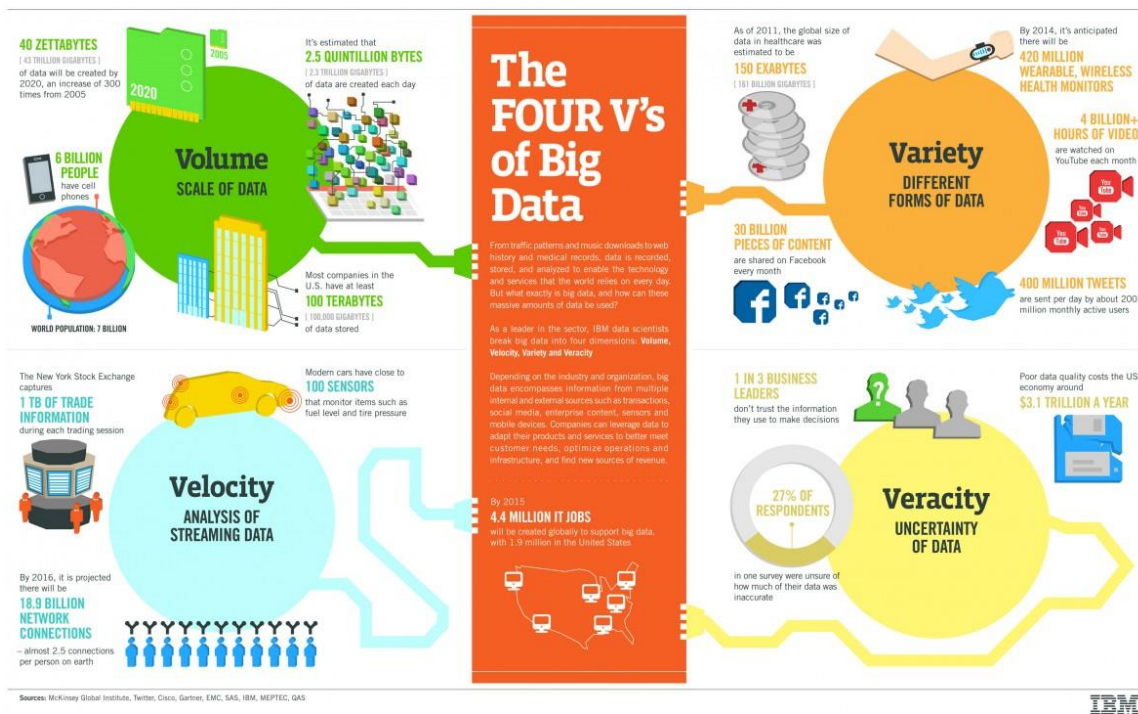 40 ZETTABYTES
[ 43 TRILLION GIGABYTES ]
of data will be created by
2020, an increase of 300
times from 2005
2005
2020
It's estimated that
2.5 QUINTILLION BYTES
[ 2.3 TRILLION GIGABYTES ]
of data are created each day
6 BILLION
PEOPLE
have cell
phones
WORLD POPULATION: 7 BILLION
Volume
SCALE OF DATA
Most companies in the
U.S. have at least
100 TERABYTES
[ 100,000 GIGABYTES ]
of data stored
The New York Stock Exchange
captures
1 TB OF TRADE
INFORMATION
during each trading session
Modern cars have close to
100 SENSORS
that monitor items such as
fuel level and tire pressure
Velocity
ANALYSIS OF
STREAMING DATA
By 2016, it is projected
there will be
18.9 BILLION
NETWORK
CONNECTIONS
– almost 2.5 connections
per person on earth
The
FOUR V's
of Big
Data
From traffic patterns and music downloads to web
history and medical records, data is recorded,
stored, and analyzed to enable the technology
and services that the world relies on every day.
But what exactly is big data, and how can these
massive amounts of data be used?
As a leader in the sector, IBM data scientists
break big data into four dimensions: Volume,
Velocity, Variety and Veracity
Depending on the industry and organization, big
data encompasses information from multiple
internal and external sources such as transactions,
social media, enterprise content, sensors and
mobile devices. Companies can leverage data to
adapt their products and services to better meet
customer needs, optimize operations and
infrastructure, and find new sources of revenue.
By 2015
4.4 MILLION IT JOBS
will be created globally to support big data,
with 1.9 million in the United States
As of 2011, the global size of
data in healthcare was
estimated to be
150 EXABYTES
[ 161 BILLION GIGABYTES ]
By 2014, it's anticipated
there will be
420 MILLION
WEARABLE, WIRELESS
HEALTH MONITORS
4 BILLION+
HOURS OF VIDEO
are watched on
YouTube each month
You
Tube
You
Tube
You
Tube
You
Tube
Variety
DIFFERENT
FORMS OF DATA
30 BILLION
PIECES OF CONTENT
are shared on Facebook
every month
400 MILLION TWEETS
are sent per day by about 200
million monthly active users
1 IN 3 BUSINESS
LEADERS
don't trust the information
they use to make decisions
?
Poor data quality costs the US
economy around
$3.1 TRILLION A YEAR
27% OF
RESPONDENTS
in one survey were unsure of
how much of their data was
inaccurate
Veracity
UNCERTAINTY
OF DATA
Sources: McKinsey Global Institute, Twitter, Cisco, Gartner, EMC, SAS, IBM, MEPTEC, QAS
IBM